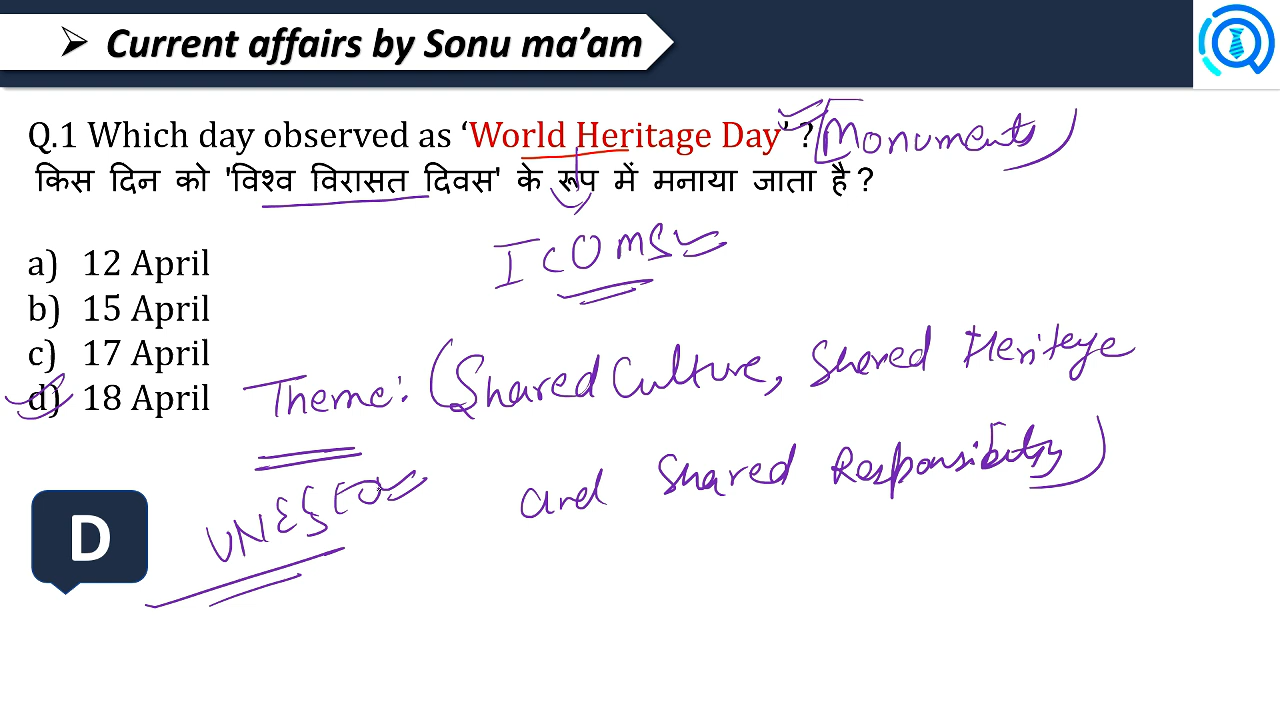 ➢ Current affairs by Sonu ma’am
Q.1 Which day observed as ‘World Heritage Day’ ? (Monuments)
किस दिन को 'विश्व विरासत दिवस' के रूप में मनाया जाता है ?
ICOMS
a) 12 April
b) 15 April
c) 17 April
d) 18 April
Theme: (Shared Culture, Shared Heritege
and Shared Responsibility)
UNESCO
D